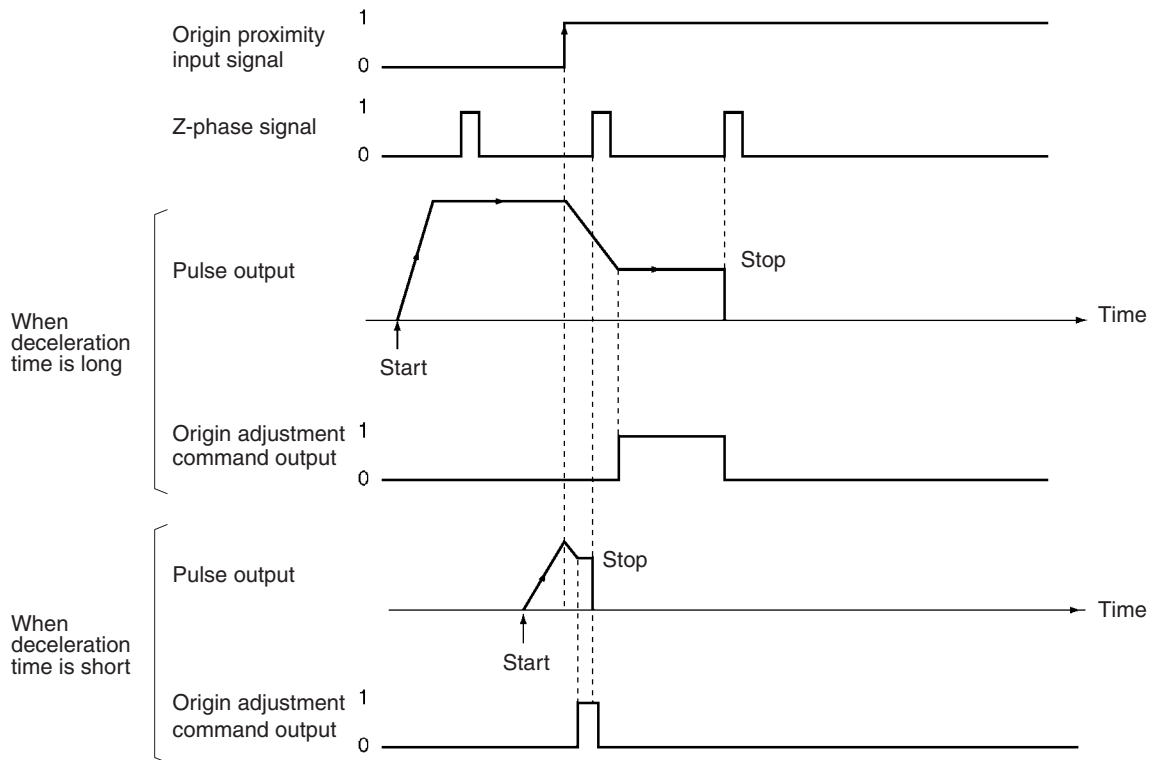 1
Origin proximity
input signal
0
1
Z-phase signal
0
Pulse output
Stop
Time
When
deceleration
time is long
Start
Origin adjustment
command output
1
0
Pulse output
Stop
Time
When
deceleration
time is short
Start
Origin adjustment
command output
1
0